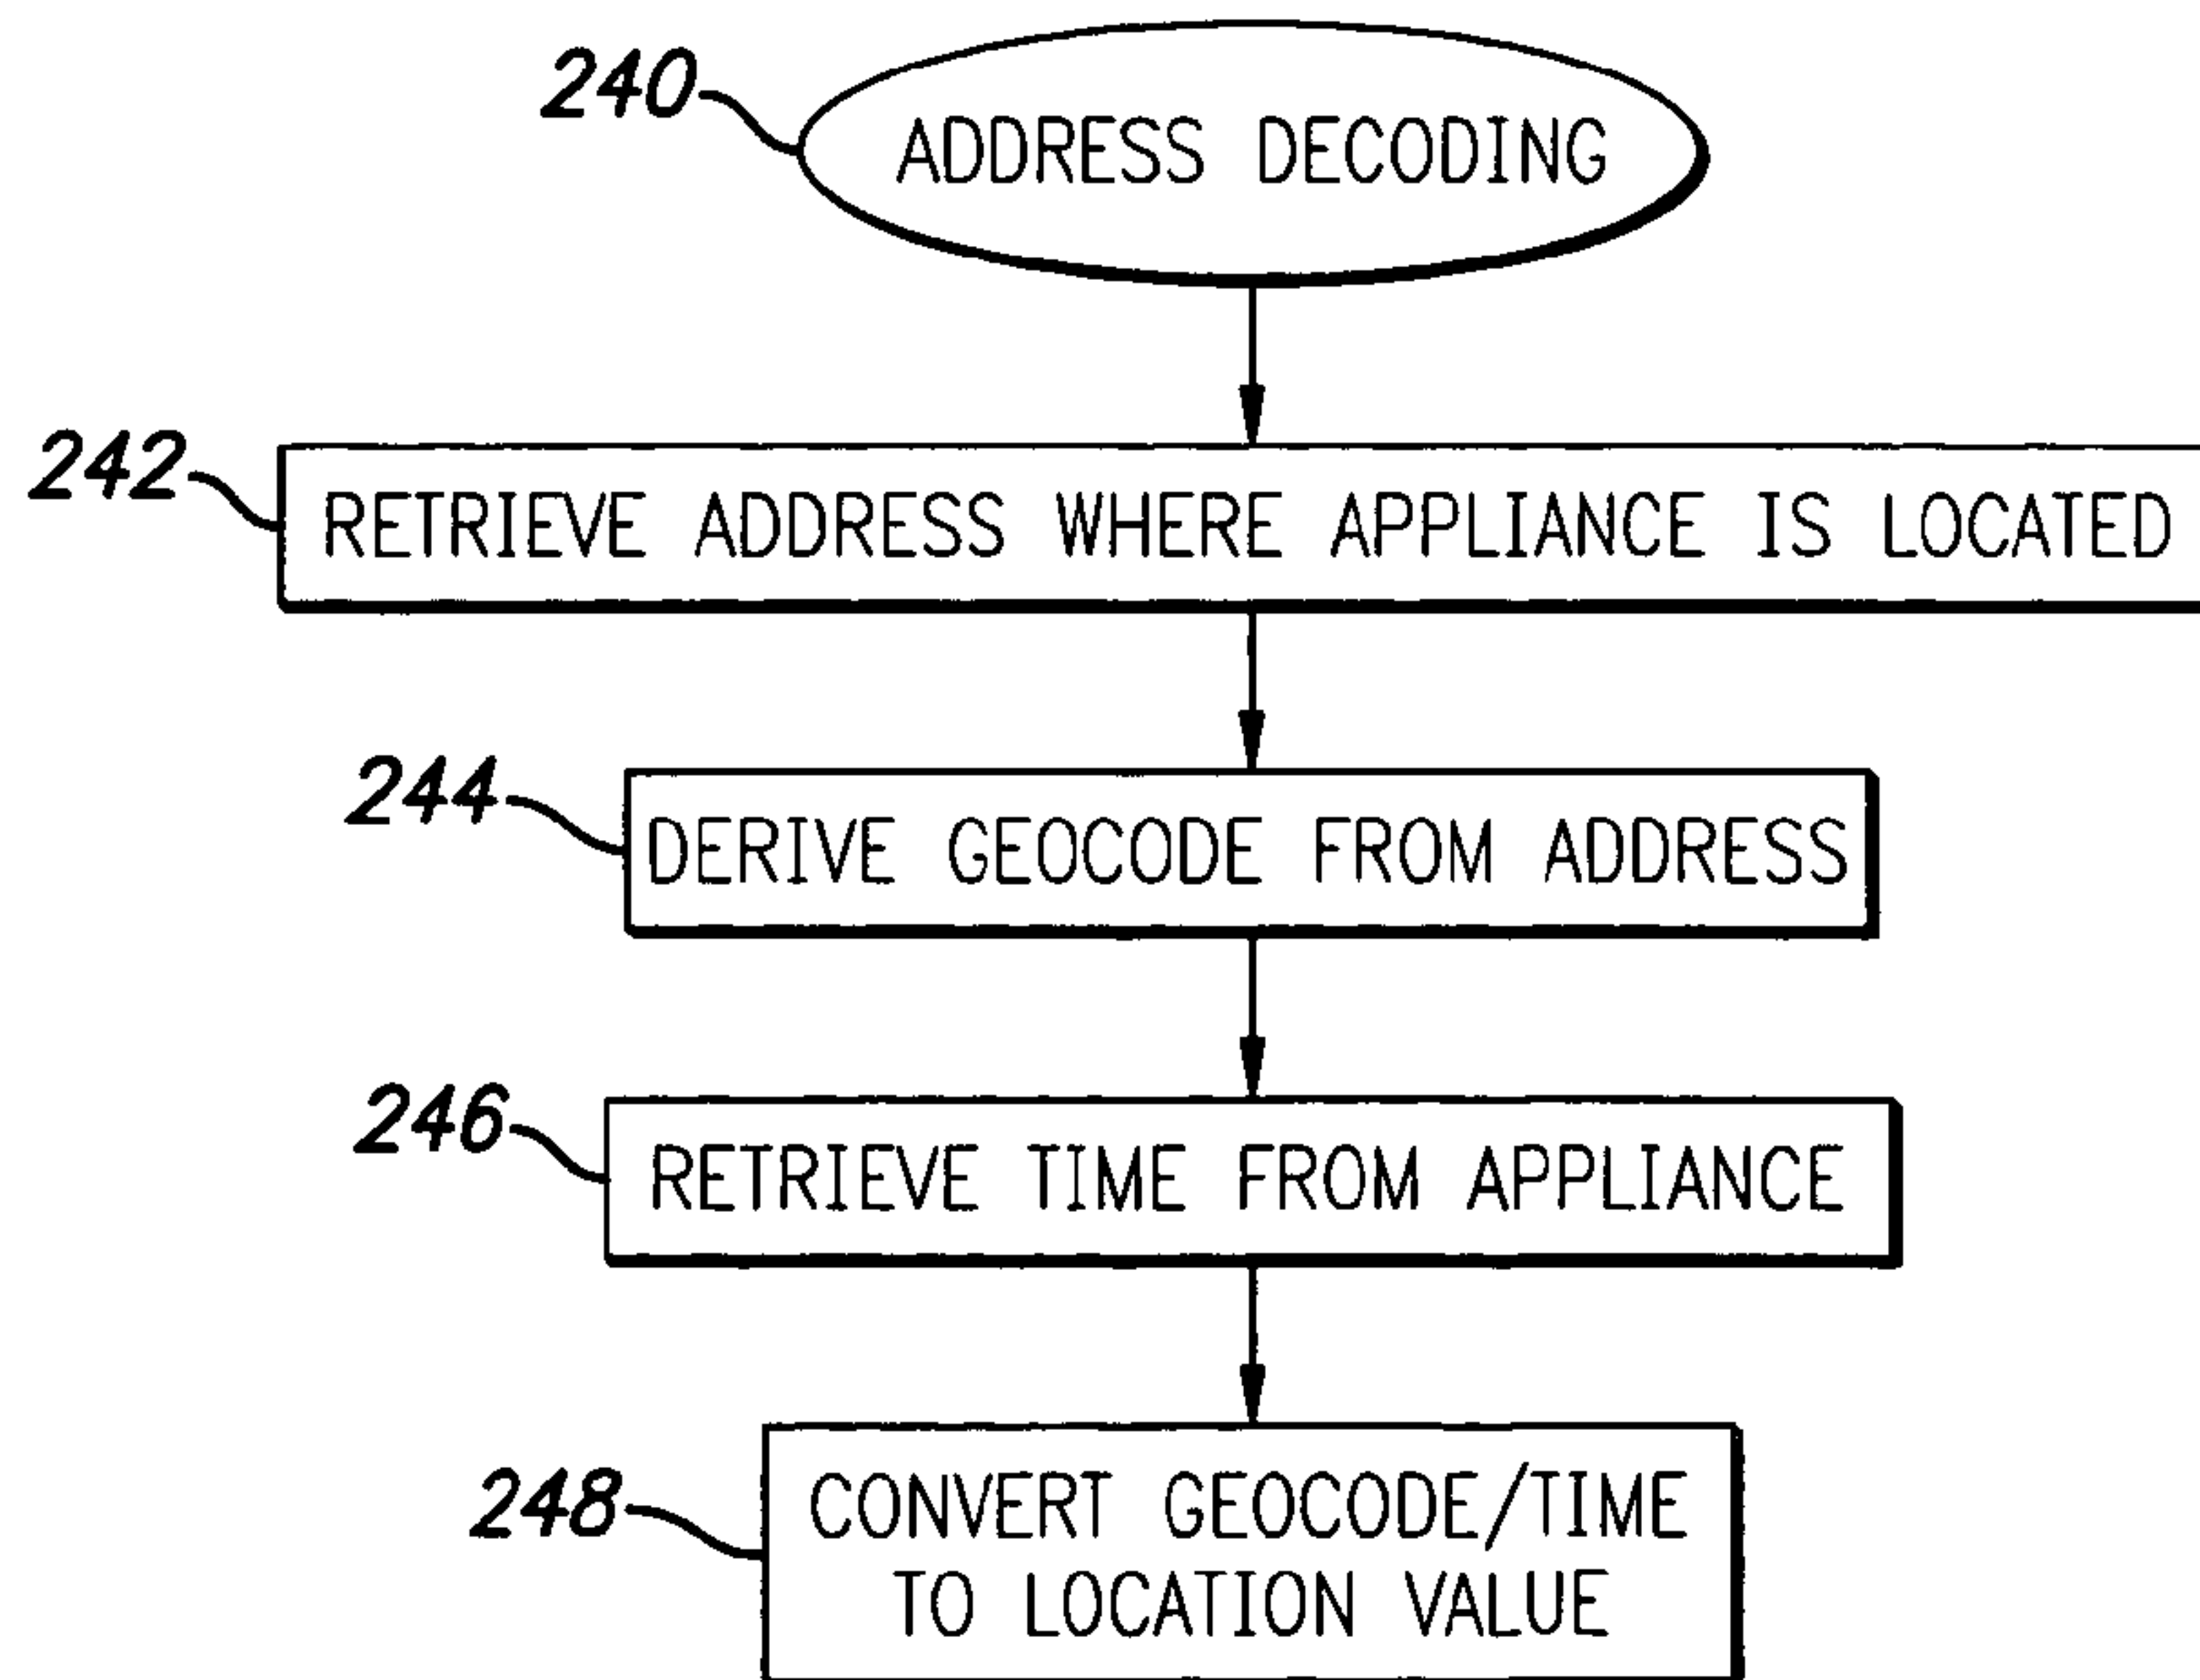 240
ADDRESS DECODING
242
RETRIEVE ADDRESS WHERE APPLIANCE IS LOCATED
244
DERIVE GEOCODE FROM ADDRESS
246
RETRIEVE TIME FROM APPLIANCE
248
CONVERT GEOCODE/TIME
TO LOCATION VALUE